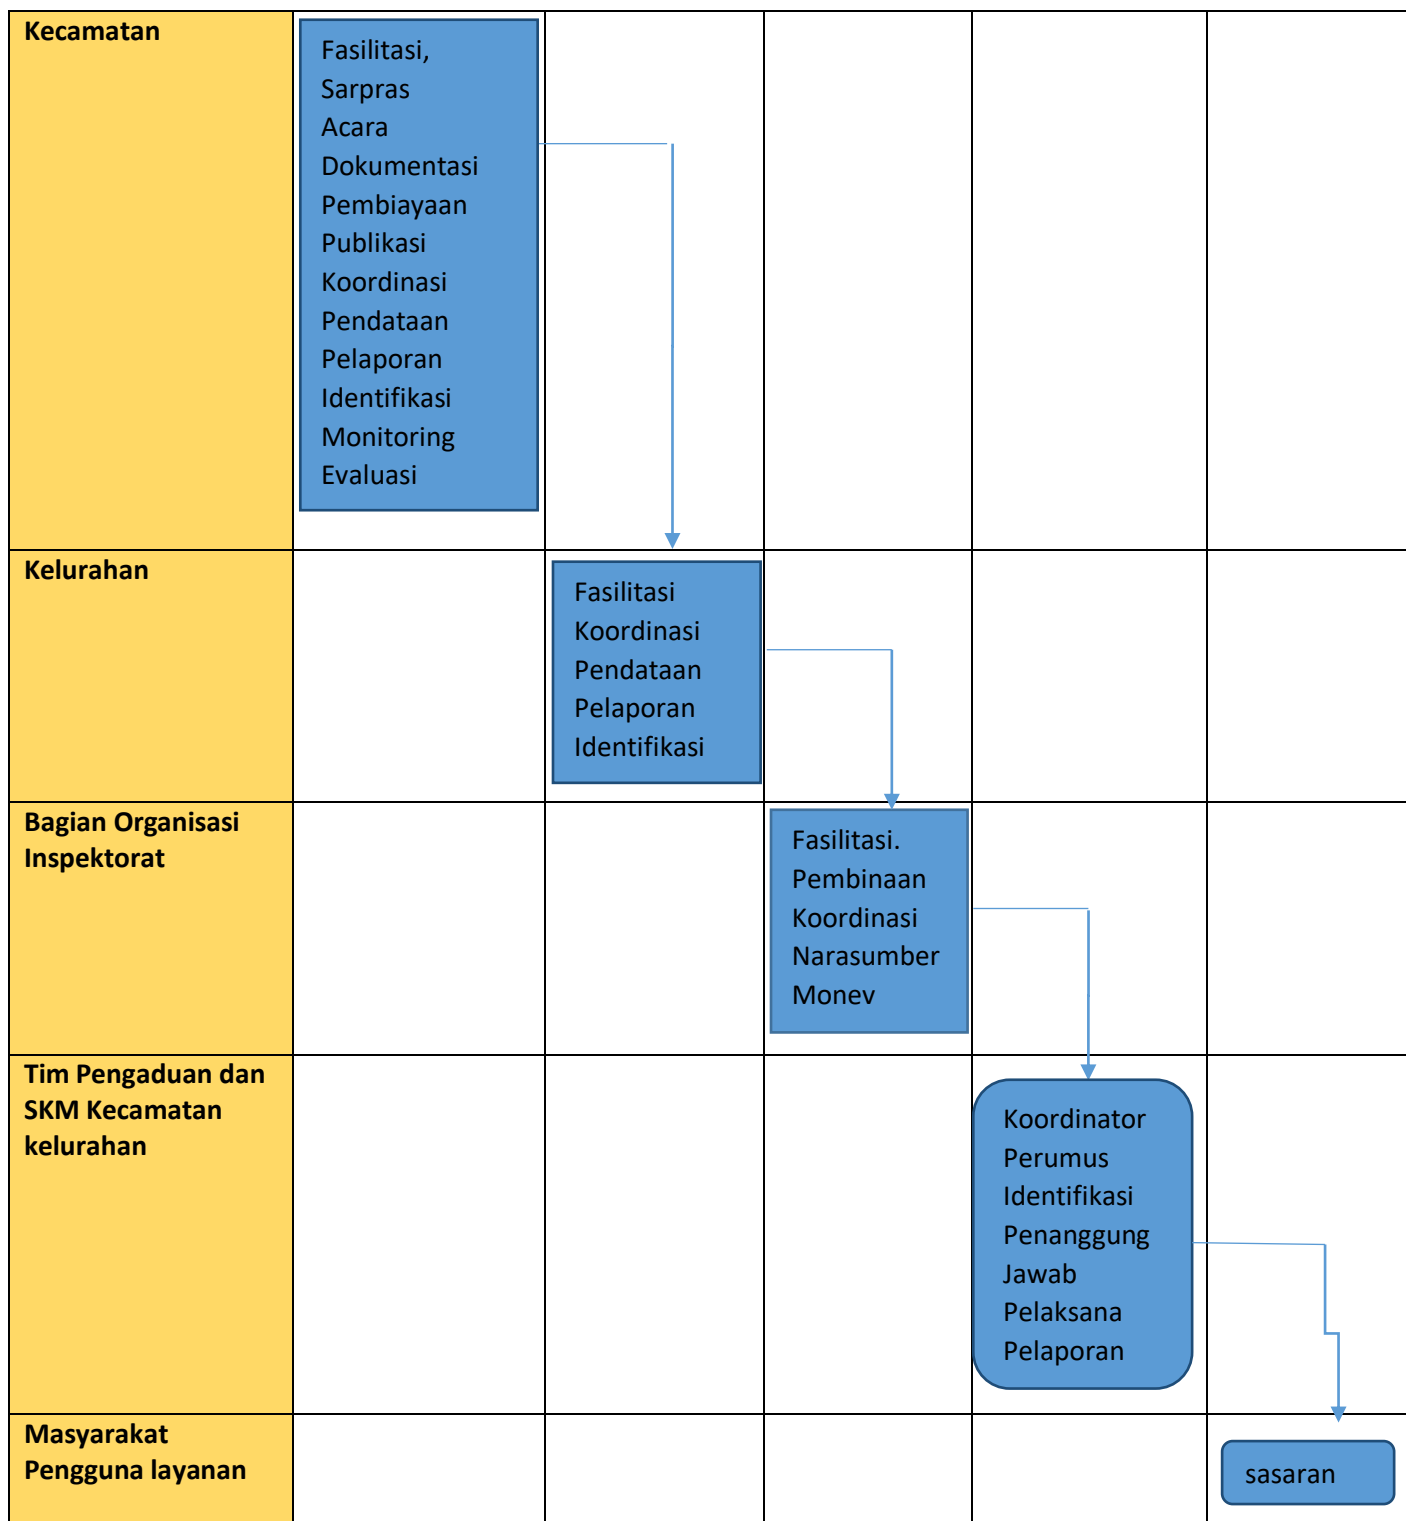 Kecamatan
Fasilitasi,
Sarpras
Acara
Dokumentasi
Pembiayaan
Publikasi
Koordinasi
Pendataan
Pelaporan
Identifikasi
Monitoring
Evaluasi
Kelurahan
Fasilitasi
Koordinasi
Pendataan
Pelaporan
Identifikasi
Bagian Organisasi
Inspektorat
Fasilitasi.
Pembinaan
Koordinasi
Narasumber
Monev
Tim Pengaduan dan
SKM Kecamatan
kelurahan
Koordinator
Perumus
Identifikasi
Penanggung
Jawab
Pelaksana
Pelaporan
Masyarakat
Pengguna layanan
sasaran